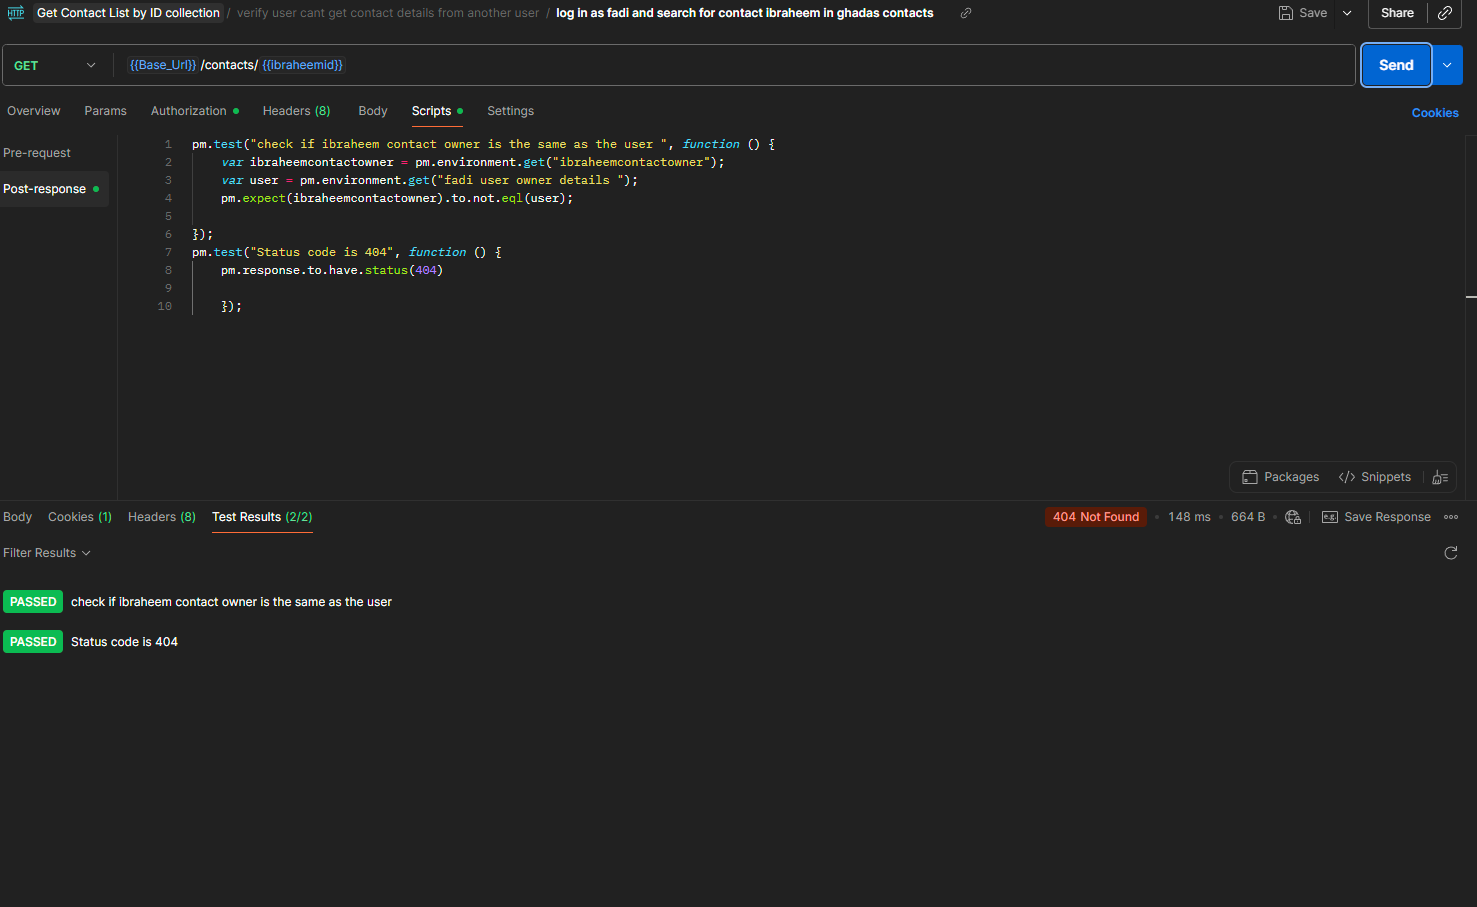 HTTP Get Contact List by ID collection / verify user cant get contact details from another user / log in as fadi and search for contact ibraheem in ghadas contacts Save Share
GET {{Base_Url}} /contacts/ {{ibraheemid}} Send
Overview Params Authorization Headers (8) Body Scripts Settings Cookies
Pre-request
Post-response
1 pm.test("check if ibraheem contact owner is the same as the user ", function () {
2 var ibraheemcontactowner = pm.environment.get("ibraheemcontactowner");
3 var user = pm.environment.get("fadi user owner details ");
4 pm.expect(ibraheemcontactowner).to.not.eql(user);
5
6 });
7 pm.test("Status code is 404", function () {
8 pm.response.to.have.status(404)
9
10 });
Packages </> Snippets
Body Cookies (1) Headers (8) Test Results (2/2) 404 Not Found 148 ms 664 B e.g. Save Response
Filter Results
PASSED check if ibraheem contact owner is the same as the user
PASSED Status code is 404